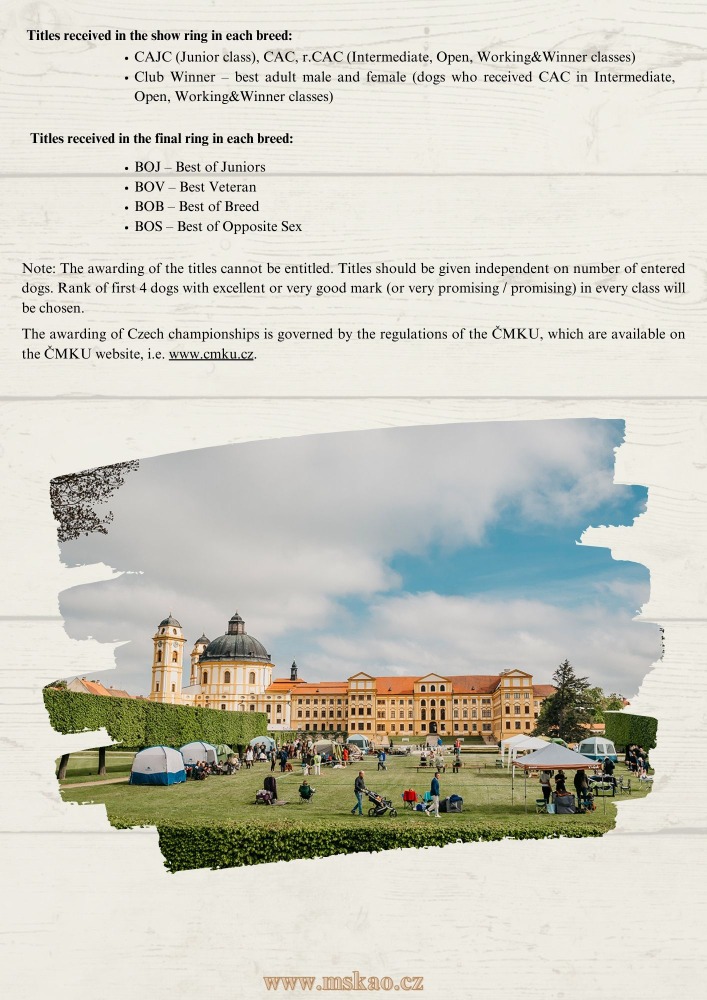 Titles received in the show ring in each breed:
• CAJC (Junior class), CAC, r.CAC (Intermediate, Open, Working&Winner classes)
• Club Winner – best adult male and female (dogs who received CAC in Intermediate,
Open, Working&Winner classes)
Titles received in the final ring in each breed:
• BOJ – Best of Juniors
• BOV – Best Veteran
• BOB – Best of Breed
• BOS – Best of Opposite Sex
Note: The awarding of the titles cannot be entitled. Titles should be given independent on number of entered
dogs. Rank of first 4 dogs with excellent or very good mark (or very promising / promising) in every class will
be chosen.
The awarding of Czech championships is governed by the regulations of the ČMKU, which are available on
the ČMKU website, i.e. www.cmku.cz.
www.mskao.cz